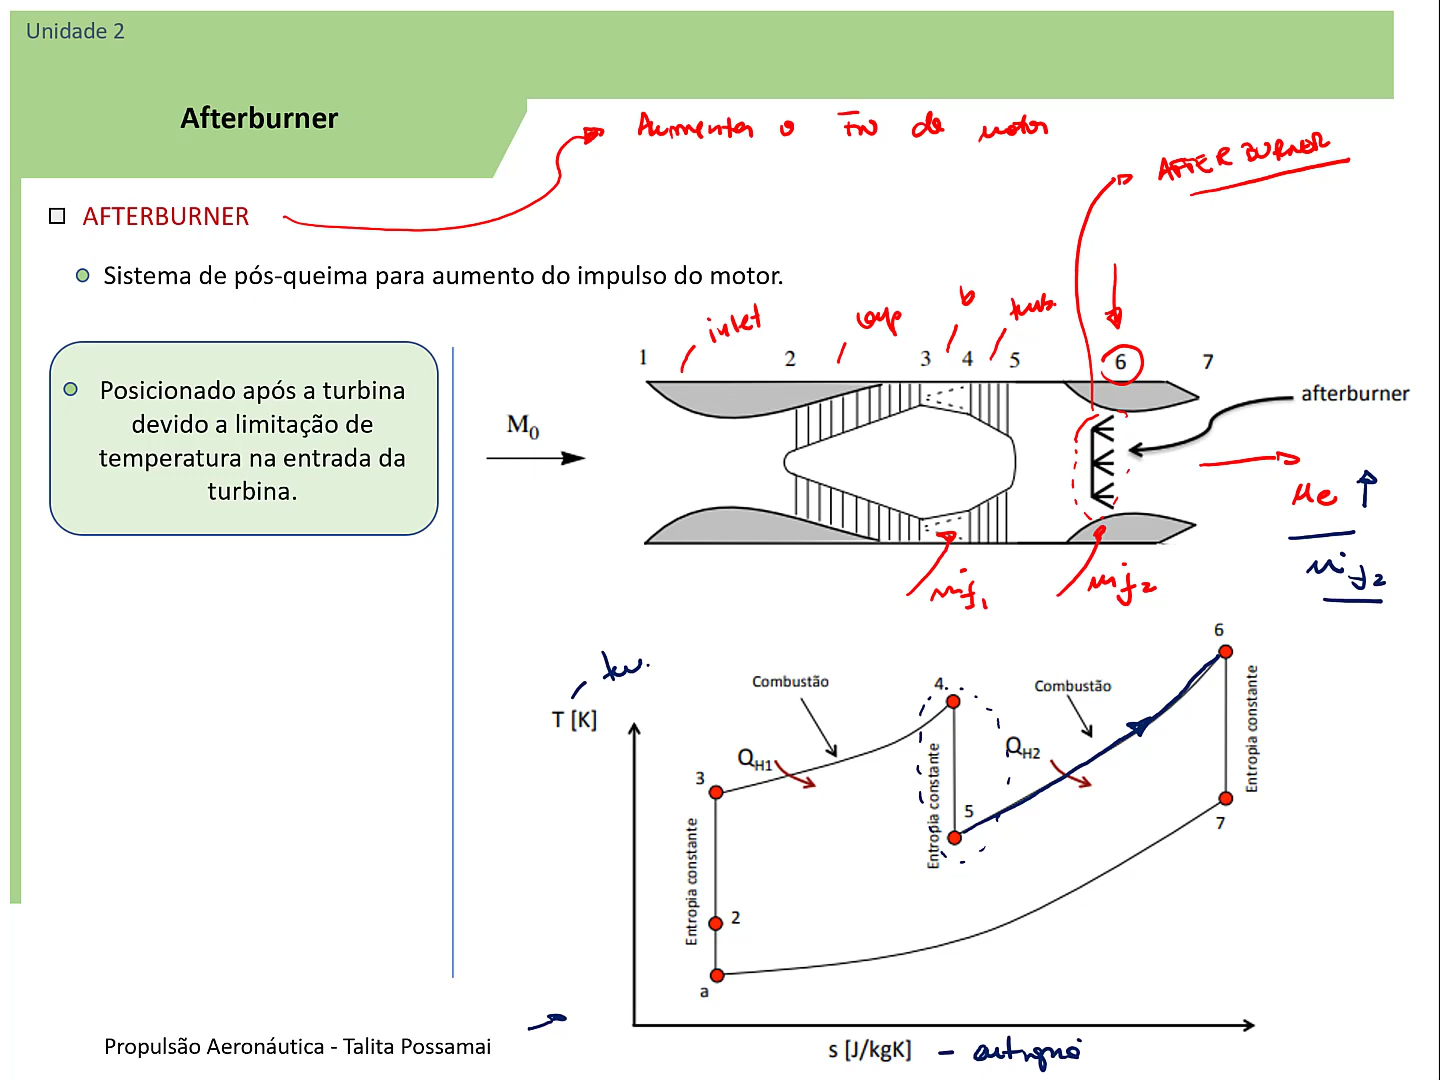 Unidade 2
Afterburner
Aumentar o FN do motor
AFTERBURNER
AFTERBURNER
Sistema de pós-queima para aumento do impulso do motor.
inlet
comp
b
turb.
1 2 3 4 5 6 7
Posicionado após a turbina
devido a limitação de
temperatura na entrada da
turbina.
afterburner
M0
μe ↑
ṁf1
ṁf2
ṁf2
T [K]
Combustão
Combustão
QH1
QH2
3
4
5
6
7
2
a
Entropia constante
Entropia constante
Entropia constante
s [J/kgK] - entropia
Propulsão Aeronáutica - Talita Possamai